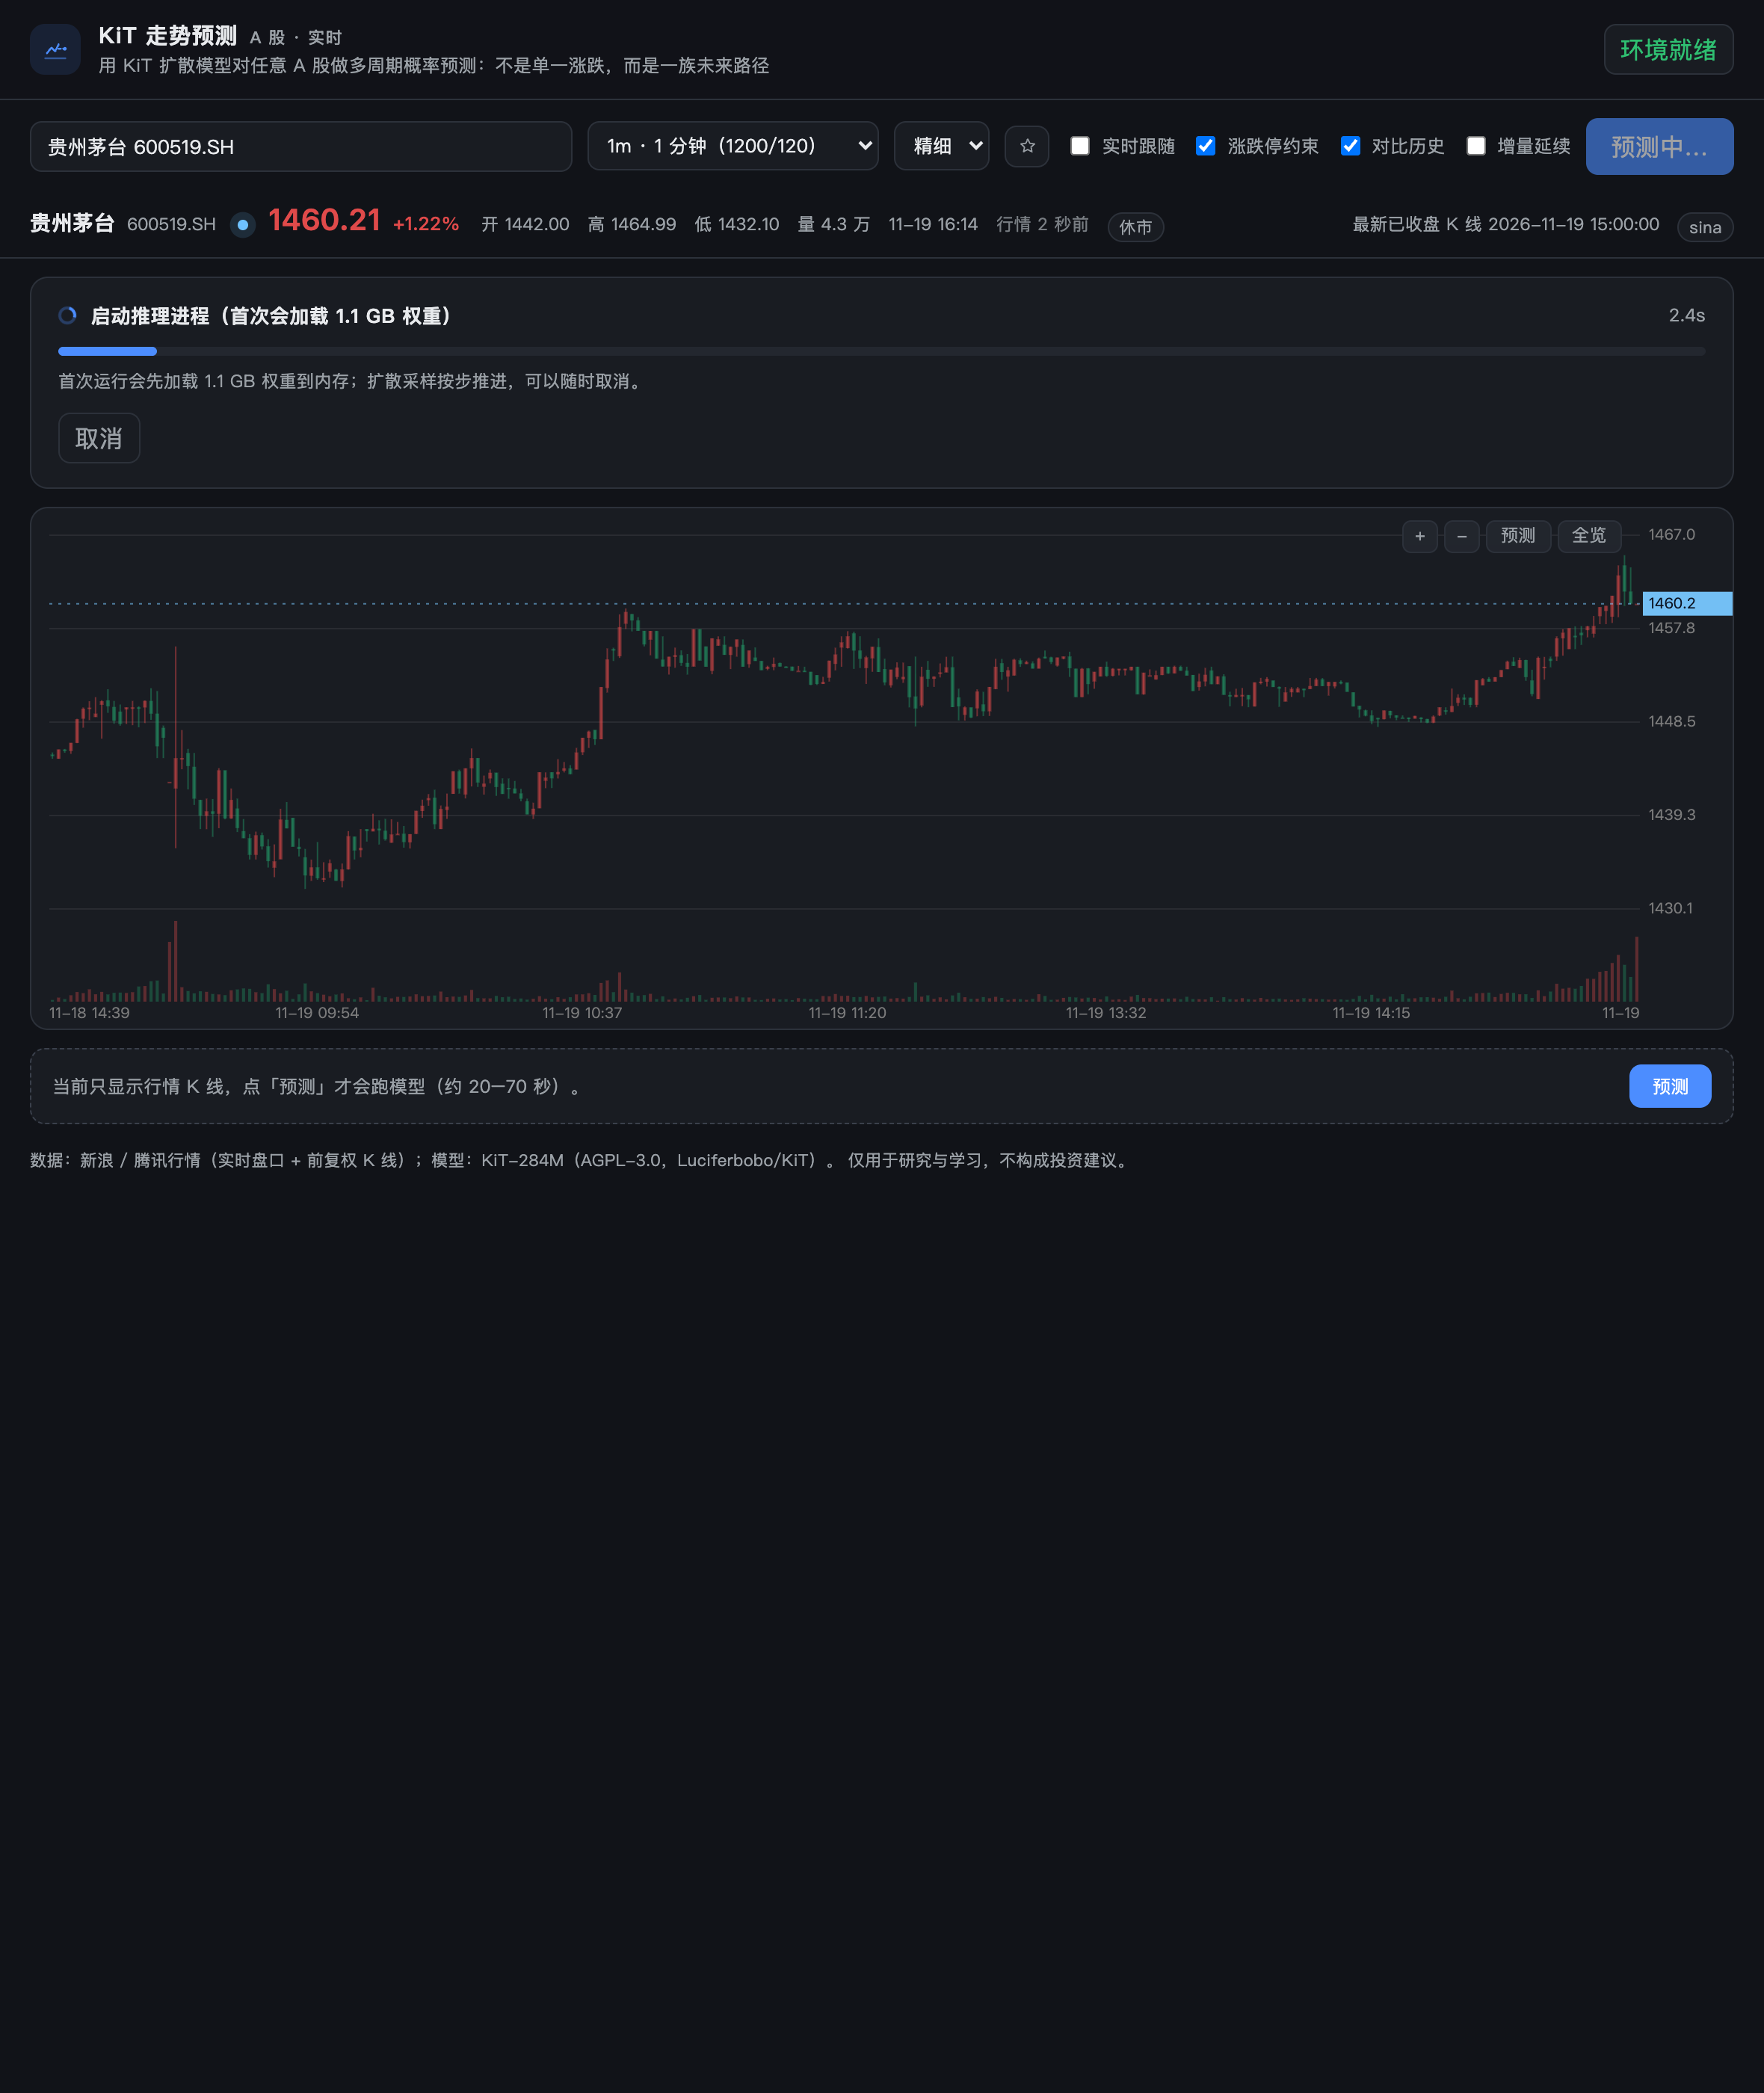 KiT 走势预测 A 股 · 实时
用 KiT 扩散模型对任意 A 股做多周期概率预测：不是单一涨跌，而是一族未来路径
环境就绪
贵州茅台 600519.SH
1m · 1 分钟（1200/120）
精细
☆
实时跟随
涨跌停约束
对比历史
增量延续
预测中…
贵州茅台 600519.SH 1460.21 +1.22% 开 1442.00 高 1464.99 低 1432.10 量 4.3 万 11-19 16:14 行情 2 秒前 休市
最新已收盘 K 线 2026-11-19 15:00:00 sina
启动推理进程（首次会加载 1.1 GB 权重）
2.4s
首次运行会先加载 1.1 GB 权重到内存；扩散采样按步推进，可以随时取消。
取消
+ − 预测 全览
1467.0
1460.2
1457.8
1448.5
1439.3
1430.1
11-18 14:39 11-19 09:54 11-19 10:37 11-19 11:20 11-19 13:32 11-19 14:15 11-19
当前只显示行情 K 线，点「预测」才会跑模型（约 20—70 秒）。
预测
数据：新浪 / 腾讯行情（实时盘口 + 前复权 K 线）；模型：KiT-284M（AGPL-3.0，Luciferbobo/KiT）。 仅用于研究与学习，不构成投资建议。